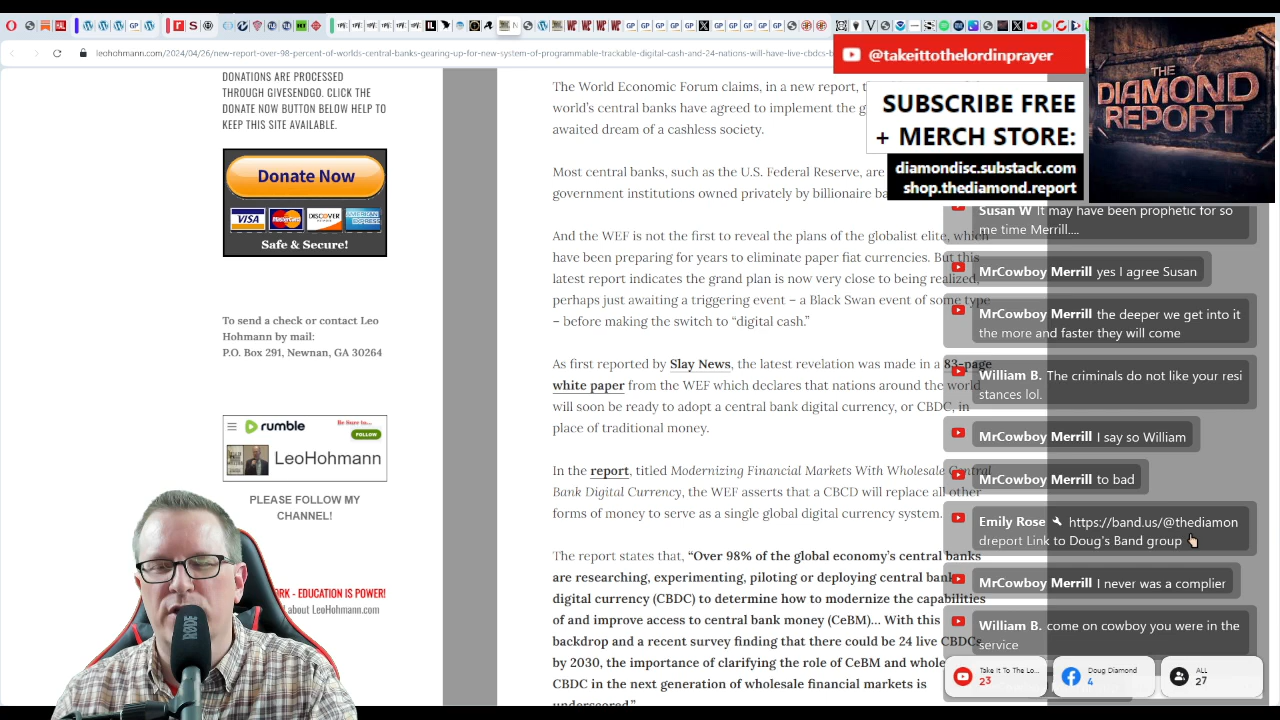 leohohmann.com/2024/04/26/new-report-over-98-percent-of-worlds-central-banks-gearing-up-for-new-system-of-programmable-trackable-digital-cash-and-24-nations-will-have-live-cbdcs-b
@takeittothelordinprayer
THE
DIAMOND
REPORT
SUBSCRIBE FREE
+ MERCH STORE:
diamondisc.substack.com
shop.thediamond.report
DONATIONS ARE PROCESSED
THROUGH GIVESENDGO. CLICK THE
DONATE NOW BUTTON BELOW HELP TO
KEEP THIS SITE AVAILABLE.
Donate Now
VISA
MasterCard
DISCOVER
AMERICAN EXPRESS
Safe & Secure!
To send a check or contact Leo
Hohmann by mail:
P.O. Box 291, Newnan, GA 30264
rumble
Be Sure to...
FOLLOW
LeoHohmann
PLEASE FOLLOW MY
CHANNEL!
RK - EDUCATION IS POWER!
about LeoHohmann.com
The World Economic Forum claims, in a new report,
world's central banks have agreed to implement the
awaited dream of a cashless society.
Most central banks, such as the U.S. Federal Reserve, are
government institutions owned privately by billionaire
And the WEF is not the first to reveal the plans of the globalist elite, which
have been preparing for years to eliminate paper fiat currencies. But this
latest report indicates the grand plan is now very close to being realized,
perhaps just awaiting a triggering event – a Black Swan event of some type
– before making the switch to “digital cash.”
As first reported by Slay News, the latest revelation was made in a 83-page
white paper from the WEF which declares that nations around the world
will soon be ready to adopt a central bank digital currency, or CBDC, in
place of traditional money.
In the report, titled Modernizing Financial Markets With Wholesale Central
Bank Digital Currency, the WEF asserts that a CBCD will replace all other
forms of money to serve as a single global digital currency system.
The report states that, “Over 98% of the global economy’s central banks
are researching, experimenting, piloting or deploying central bank
digital currency (CBDC) to determine how to modernize the capabilities
of and improve access to central bank money (CeBM)… With this
backdrop and a recent survey finding that there could be 24 live CBDCs
by 2030, the importance of clarifying the role of CeBM and whole
CBDC in the next generation of wholesale financial markets is
underscored.”
Susan W It may have been prophetic for so
me time Merrill....
MrCowboy Merrill yes I agree Susan
MrCowboy Merrill the deeper we get into it
the more and faster they will come
William B. The criminals do not like your resi
stances lol.
MrCowboy Merrill I say so William
MrCowboy Merrill to bad
Emily Rose https://band.us/@thediamon
dreport Link to Doug's Band group
MrCowboy Merrill I never was a complier
William B. come on cowboy you were in the
service
Take It To The Lo...
23
Doug Diamond
4
ALL
27
RØDE